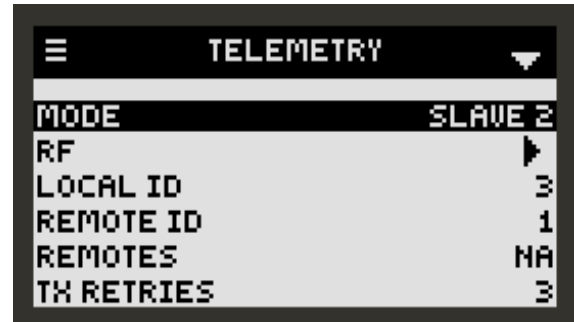 TELEMETRY
MODE SLAVE 2
RF
LOCAL ID 3
REMOTE ID 1
REMOTES NA
TX RETRIES 3